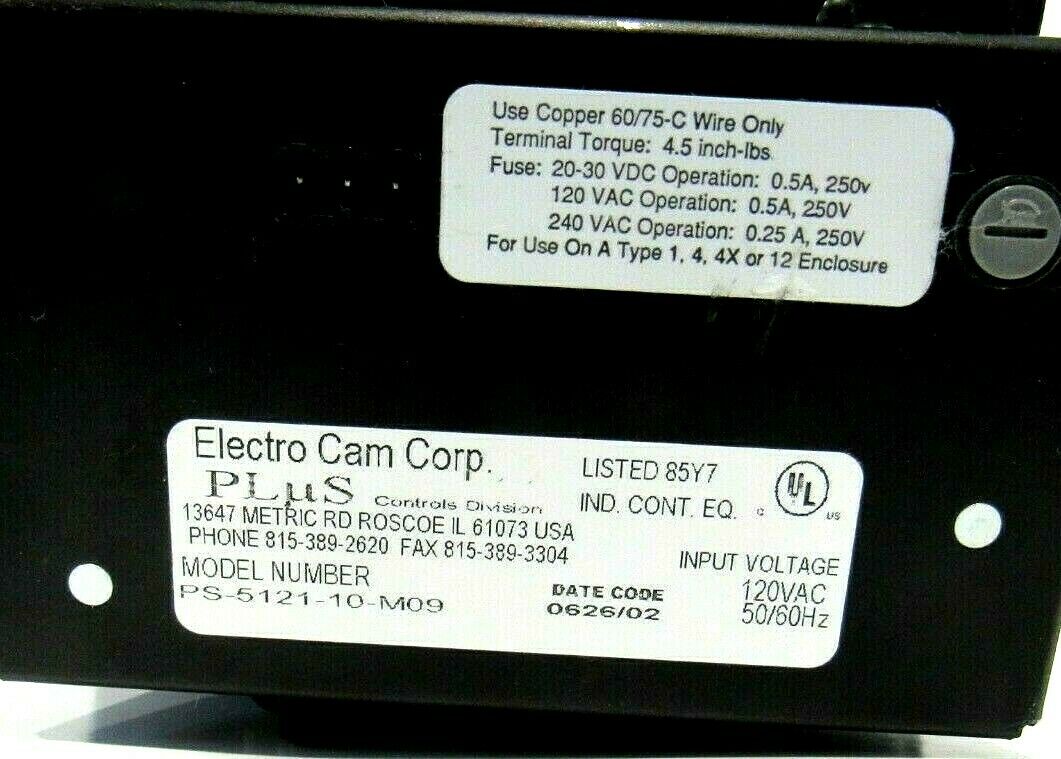 Use Copper 60/75-C Wire Only
Terminal Torque: 4.5 inch-lbs
Fuse: 20-30 VDC Operation: 0.5A, 250v
120 VAC Operation: 0.5A, 250V
240 VAC Operation: 0.25 A, 250V
For Use On A Type 1, 4, 4X or 12 Enclosure
Electro Cam Corp.
PLµS Controls Division
13647 METRIC RD ROSCOE IL 61073 USA
PHONE 815-389-2620 FAX 815-389-3304
MODEL NUMBER
PS-5121-10-M09
DATE CODE
0626/02
LISTED 85Y7
IND. CONT. EQ.
C UL US
INPUT VOLTAGE
120VAC
50/60Hz